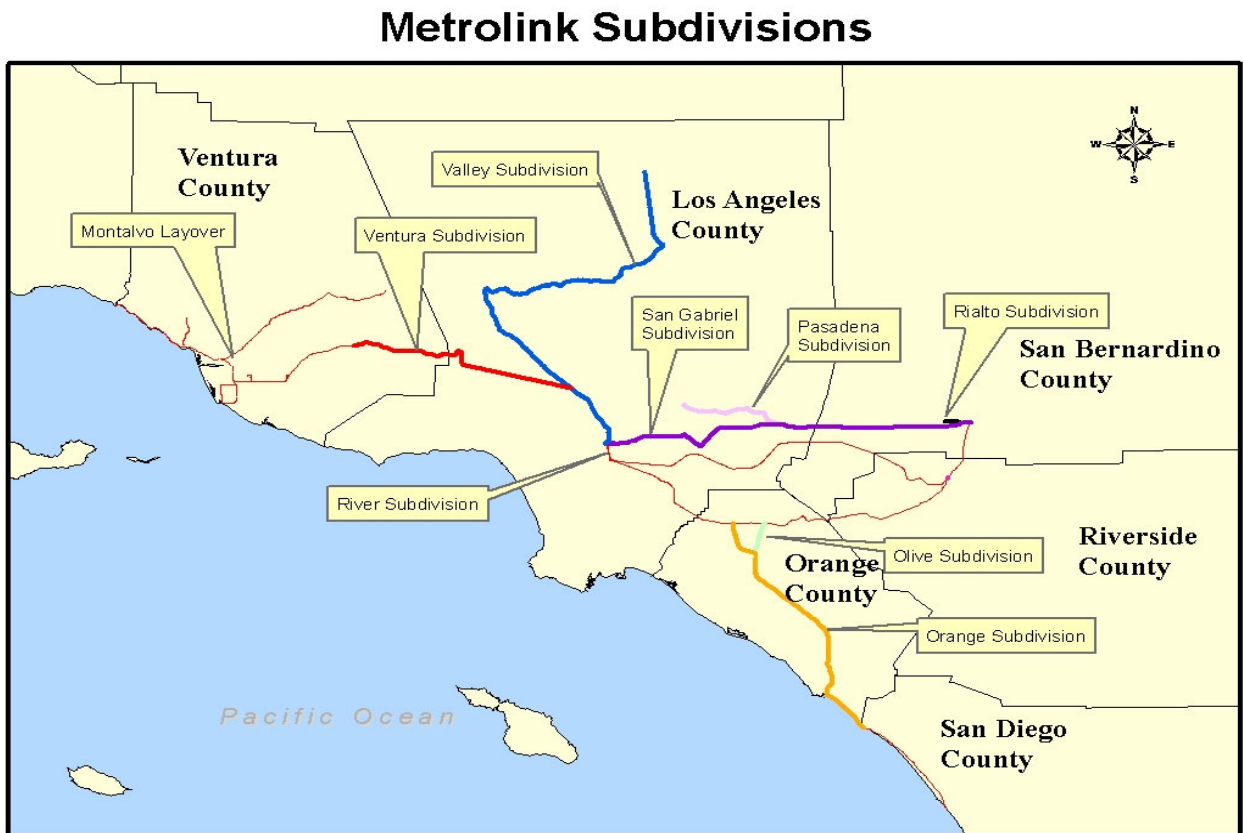 Metrolink Subdivisions
N
W
E
S
Ventura
County
Valley Subdivision
Los Angeles
County
Montalvo Layover
Ventura Subdivision
San Gabriel
Subdivision
Pasadena
Subdivision
Rialto Subdivision
San Bernardino
County
River Subdivision
Olive Subdivision
Riverside
County
Orange
County
Orange Subdivision
Pacific Ocean
San Diego
County